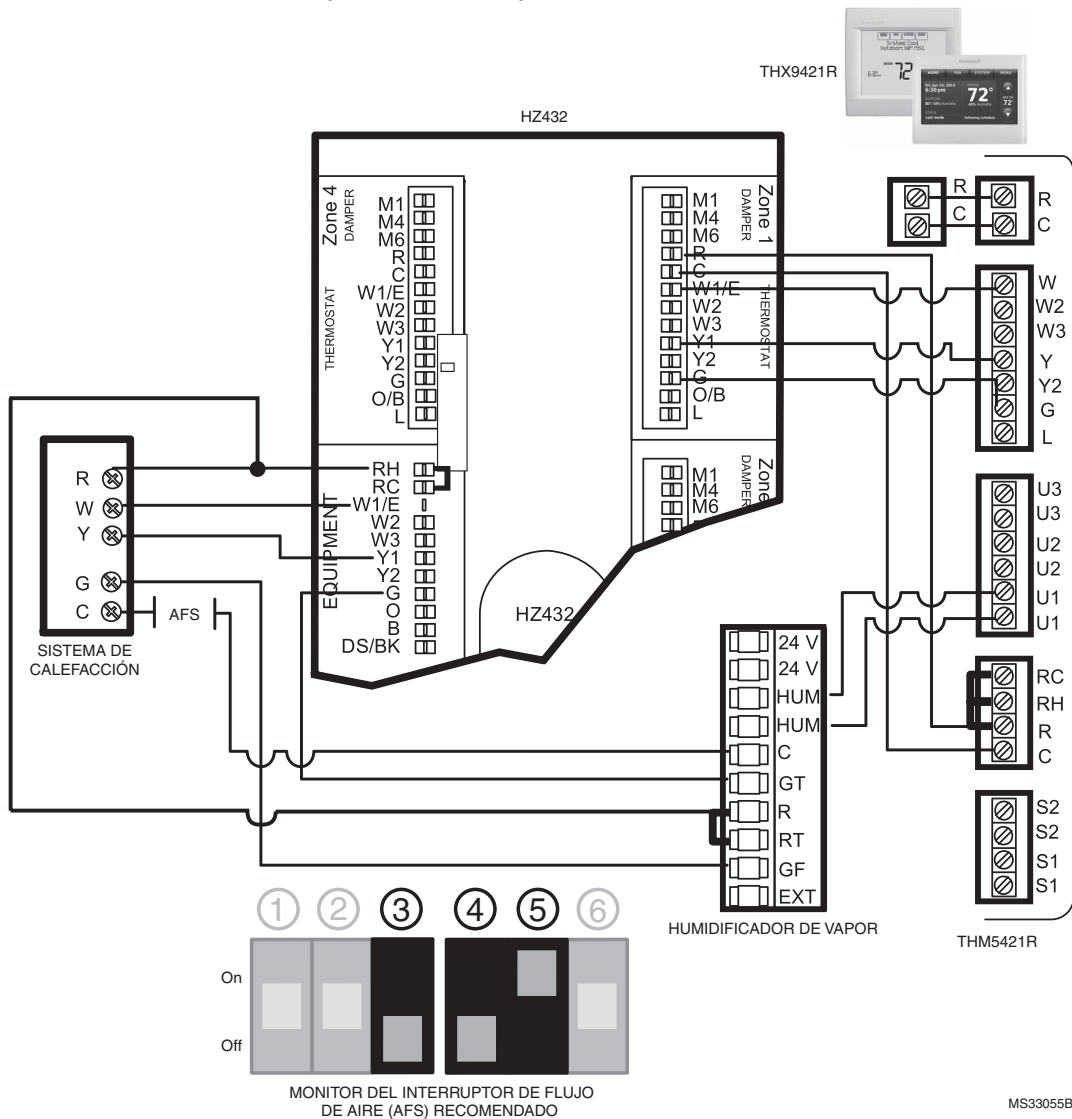 THX9421R
HZ432
Zone 4
DAMPER
THERMOSTAT
M1
M4
M6
R
C
W1/E
W2
W3
Y1
Y2
G
O/B
L
EQUIPMENT
RH
RC
W1/E
W2
W3
Y1
Y2
G
O
B
DS/BK
Zone 1
DAMPER
THERMOSTAT
M1
M4
M6
R
C
W1/E
W2
W3
Y1
Y2
G
O/B
L
Zone
DAMPER
M1
M4
M6
HZ432
R
W
Y
G
C
AFS
SISTEMA DE
CALEFACCIÓN
R
C
R
C
W
W2
W3
Y
Y2
G
L
U3
U3
U2
U2
U1
U1
RC
RH
R
C
S2
S2
S1
S1
THM5421R
24 V
24 V
HUM
HUM
C
GT
R
RT
GF
EXT
HUMIDIFICADOR DE VAPOR
1 2 3 4 5 6
On
Off
MONITOR DEL INTERRUPTOR DE FLUJO
DE AIRE (AFS) RECOMENDADO
MS33055B